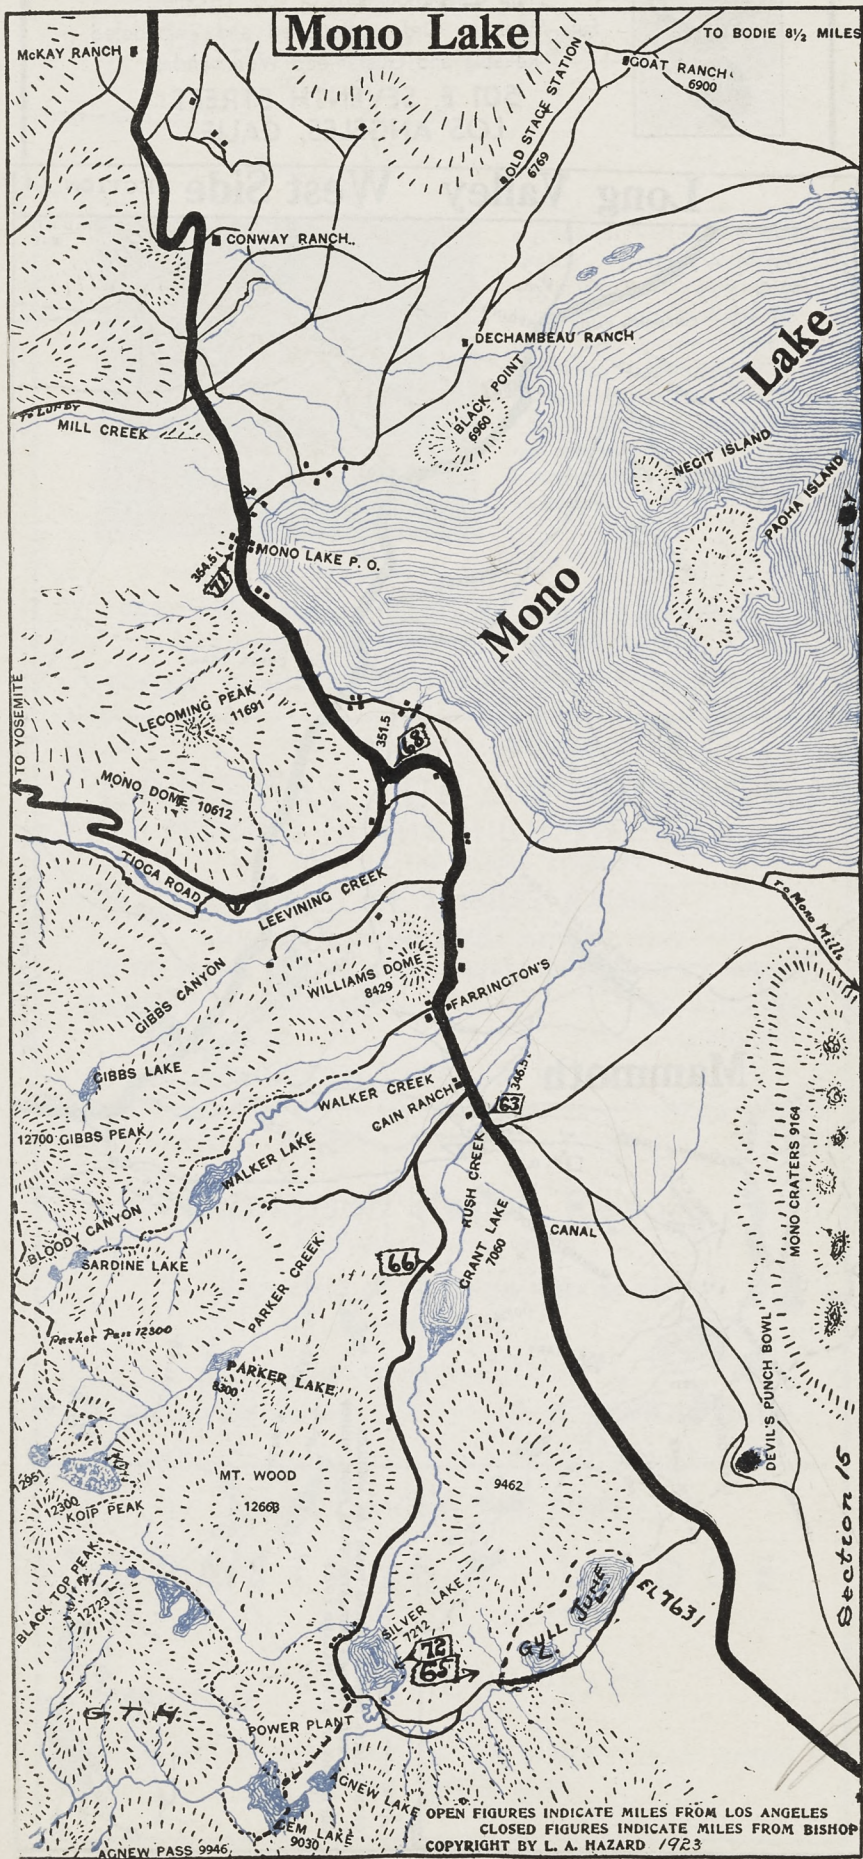 Mono Lake
McKAY RANCH
TO BODIE 8½ MILES
GOAT RANCH
6900
OLD STAGE STATION
6769
CONWAY RANCH
DECHAMBEAU RANCH
Lake
BLACK POINT
6960
TO LUNDY
MILL CREEK
NEGIT ISLAND
PAOHA ISLAND
MONO LAKE P. O.
354.5
71
Mono
TO YOSEMITE
LECOMING PEAK
11691
351.5
68
MONO DOME 10612
TIOGA ROAD
LEEVINING CREEK
To Mono Mills
GIBBS CANYON
WILLIAMS DOME
8429
FARRINGTON'S
GIBBS LAKE
WALKER CREEK
346.5
CAIN RANCH
63
12700 GIBBS PEAK
WALKER LAKE
RUSH CREEK
MONO CRATERS 9164
BLOODY CANYON
SARDINE LAKE
GRANT LAKE
7060
CANAL
66
PARKER CREEK
Parker Pass 12300
PARKER LAKE
8300
DEVIL'S PUNCH BOWL
MT. WOOD
12663
9462
12951
12300
KOIP PEAK
Section 15
BLACK TOP PEAK
12723
SILVER LAKE
7212
72
65
GULL L.
JUNE L.
EL 7631
G.T.H.
POWER PLANT
AGNEW LAKE
GEM LAKE
9030
AGNEW PASS 9946
OPEN FIGURES INDICATE MILES FROM LOS ANGELES
CLOSED FIGURES INDICATE MILES FROM BISHOP
COPYRIGHT BY L. A. HAZARD 1923